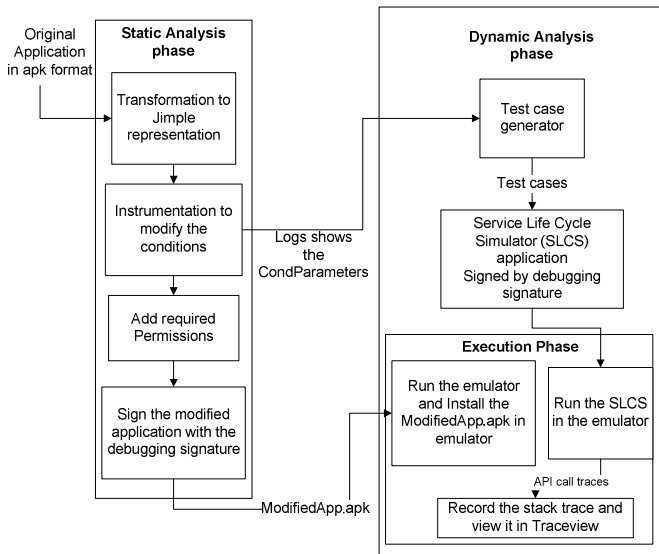 Original
Application
in apk format
Static Analysis
phase
Transformation to
Jimple
representation
Instrumentation to
modify the
conditions
Add required
Permissions
Sign the modified
application with the
debugging signature
Logs shows
the
CondParameters
ModifiedApp.apk
Dynamic Analysis
phase
Test case
generator
Test cases
Service Life Cycle
Simulator (SLCS)
application
Signed by debugging
signature
Execution Phase
Run the emulator
and Install the
ModifiedApp.apk in
emulator
Run the SLCS
in the emulator
API call traces
Record the stack trace and
view it in Traceview